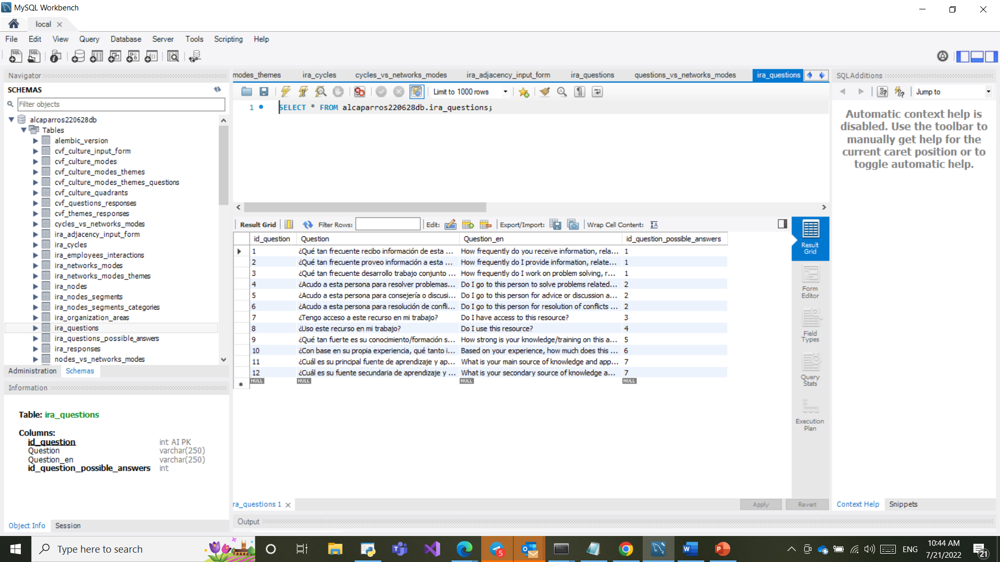 MySQL Workbench
local
File Edit View Query Database Server Tools Scripting Help
Navigator
SCHEMAS
Filter objects
alcaparros220628db
Tables
alembic_version
cvf_culture_input_form
cvf_culture_modes
cvf_culture_modes_themes
cvf_culture_modes_themes_questions
cvf_culture_quadrants
cvf_questions_responses
cvf_themes_responses
cycles_vs_networks_modes
ira_adjacency_input_form
ira_cycles
ira_employees_interactions
ira_networks_modes
ira_networks_modes_themes
ira_nodes
ira_nodes_segments
ira_nodes_segments_categories
ira_organization_areas
ira_questions
ira_questions_possible_answers
ira_responses
nodes_vs_networks_modes
Administration Schemas
Information
Table: ira_questions
Columns:
id_question int AI PK
Question varchar(250)
Question_en varchar(250)
id_question_possible_answers int
Object Info Session
modes_themes ira_cycles cycles_vs_networks_modes ira_adjacency_input_form ira_questions questions_vs_networks_modes ira_questions
Limit to 1000 rows
1 SELECT * FROM alcaparros220628db.ira_questions;
Result Grid Filter Rows: Edit: Export/Import: Wrap Cell Content:
id_question Question Question_en id_question_possible_answers
1 ¿Qué tan frecuente recibo información de esta ... How frequently do you receive information, rela... 1
2 ¿Qué tan frecuente proveo información a esta ... How frequently do I provide information, relate... 1
3 ¿Qué tan frecuente desarrollo trabajo conjunto ... How frequently do I work on problem solving, r... 1
4 ¿Acudo a esta persona para resolver problemas... Do I go to this person to solve problems related... 2
5 ¿Acudo a esta persona para consejería o discusi... Do I go to this person for advice or discussion a... 2
6 ¿Acudo a esta persona para resolución de confli... Do I go to this person for resolution of conflicts ... 2
7 ¿Tengo acceso a este recurso en mi trabajo? Do I have access to this resource? 3
8 ¿Uso este recurso en mi trabajo? Do I use this resource? 4
9 ¿Qué tan fuerte es su conocimiento/formación s... How strong is your knowledge/training on this a... 5
10 ¿Con base en su propia experiencia, qué tanto i... Based on your experience, how much does this ... 6
11 ¿Cuál es su principal fuente de aprendizaje y ap... What is your main source of knowledge and app... 7
12 ¿Cuál es su fuente secundaria de aprendizaje y ... What is your secondary source of knowledge a... 7
NULL NULL NULL NULL
Result Grid
Form Editor
Field Types
Query Stats
Execution Plan
ra_questions 1
Apply Revert
Output
SQLAdditions
Jump to
Automatic context help is
disabled. Use the toolbar to
manually get help for the
current caret position or to
toggle automatic help.
Context Help Snippets
Type here to search
5
ENG
10:44 AM
7/21/2022
21